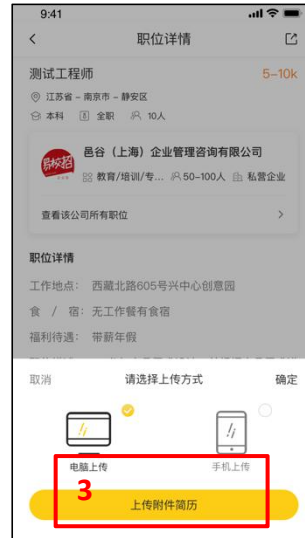 9:41
职位详情
测试工程师 5-10k
江苏省 - 南京市 - 静安区
本科 全职 10人
易校招
邑谷（上海）企业管理咨询有限公司
教育/培训/专... 50-100人 私营企业
查看该公司所有职位
职位详情
工作地点： 西藏北路605号兴中心创意园
食 / 宿：无工作餐有食宿
福利待遇： 带薪年假
取消 请选择上传方式 确定
电脑上传 手机上传
3
上传附件简历